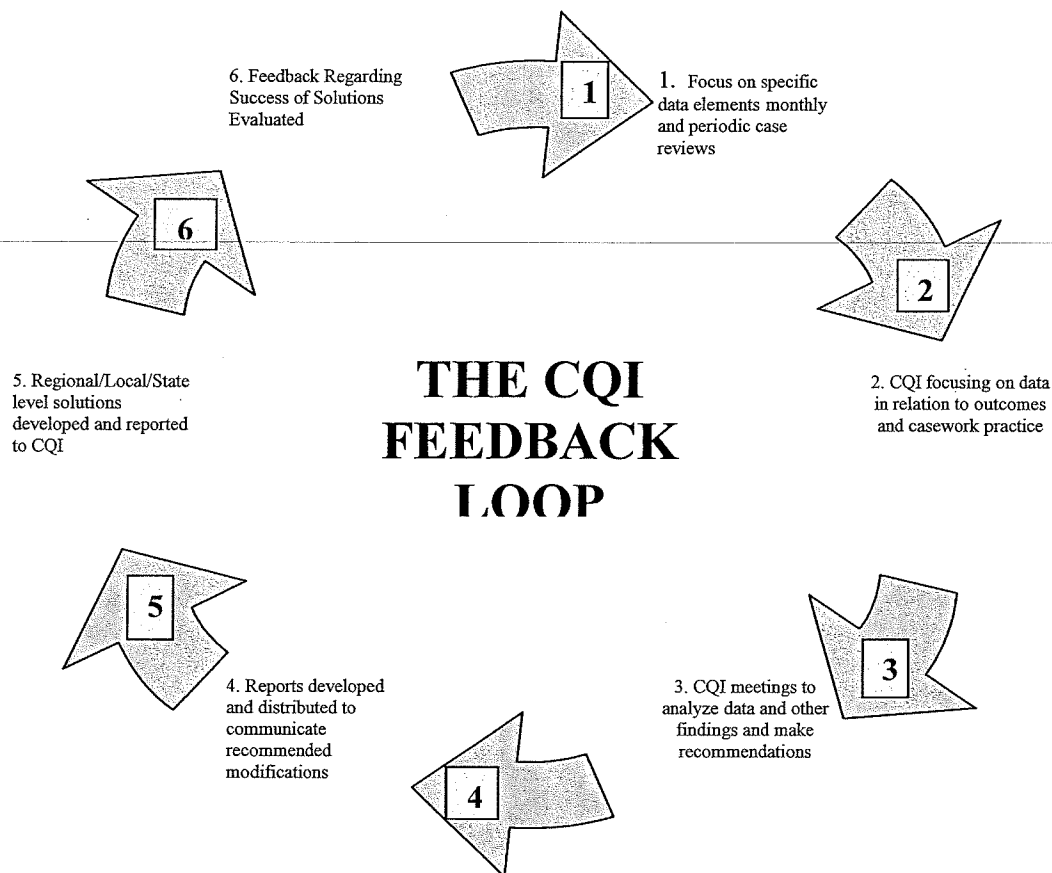 6. Feedback Regarding
Success of Solutions
Evaluated
1
1. Focus on specific
data elements monthly
and periodic case
reviews
6
2
5. Regional/Local/State
level solutions
developed and reported
to CQI
THE CQI
FEEDBACK
LOOP
2. CQI focusing on data
in relation to outcomes
and casework practice
5
3
4. Reports developed
and distributed to
communicate
recommended
modifications
3. CQI meetings to
analyze data and other
findings and make
recommendations
4